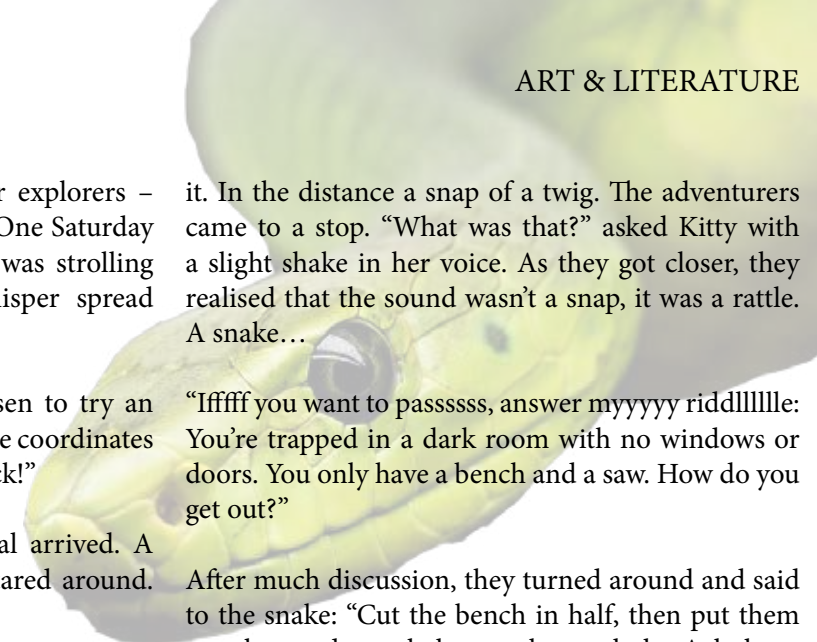 ART & LITERATURE
r explorers –
One Saturday
was strolling
isper spread
sen to try an
e coordinates
ck!”
al arrived. A
ared around.
it. In the distance a snap of a twig. The adventurers
came to a stop. “What was that?” asked Kitty with
a slight shake in her voice. As they got closer, they
realised that the sound wasn’t a snap, it was a rattle.
A snake…
“Ifffff you want to passssss, answer myyyyy riddlllllle:
You’re trapped in a dark room with no windows or
doors. You only have a bench and a saw. How do you
get out?”
After much discussion, they turned around and said
to the snake: “Cut the bench in half, then put them